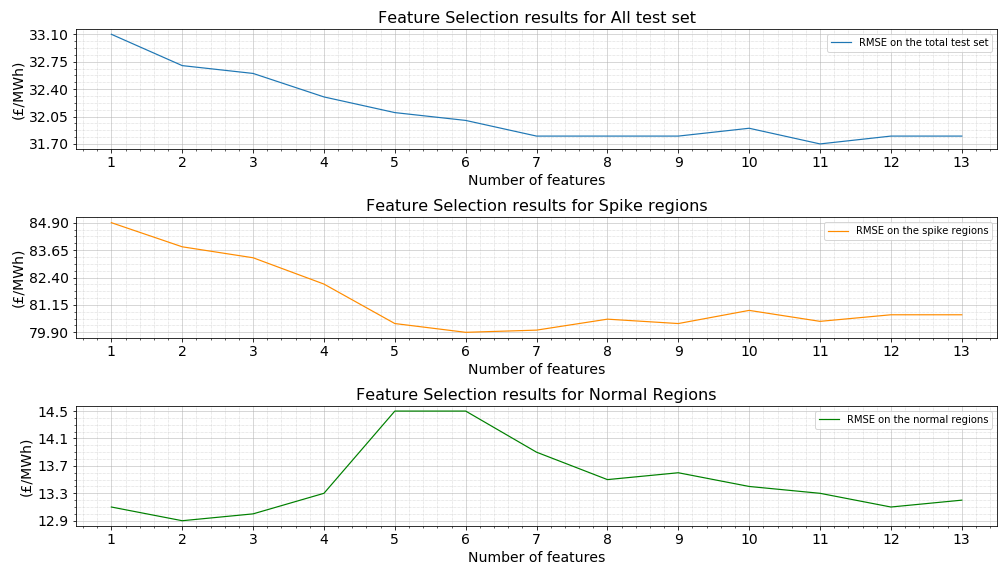 Feature Selection results for All test set
33.10
32.75
32.40
32.05
31.70
(£/MWh)
RMSE on the total test set
1 2 3 4 5 6 7 8 9 10 11 12 13
Number of features
Feature Selection results for Spike regions
84.90
83.65
82.40
81.15
79.90
(£/MWh)
RMSE on the spike regions
1 2 3 4 5 6 7 8 9 10 11 12 13
Number of features
Feature Selection results for Normal Regions
14.5
14.1
13.7
13.3
12.9
(£/MWh)
RMSE on the normal regions
1 2 3 4 5 6 7 8 9 10 11 12 13
Number of features